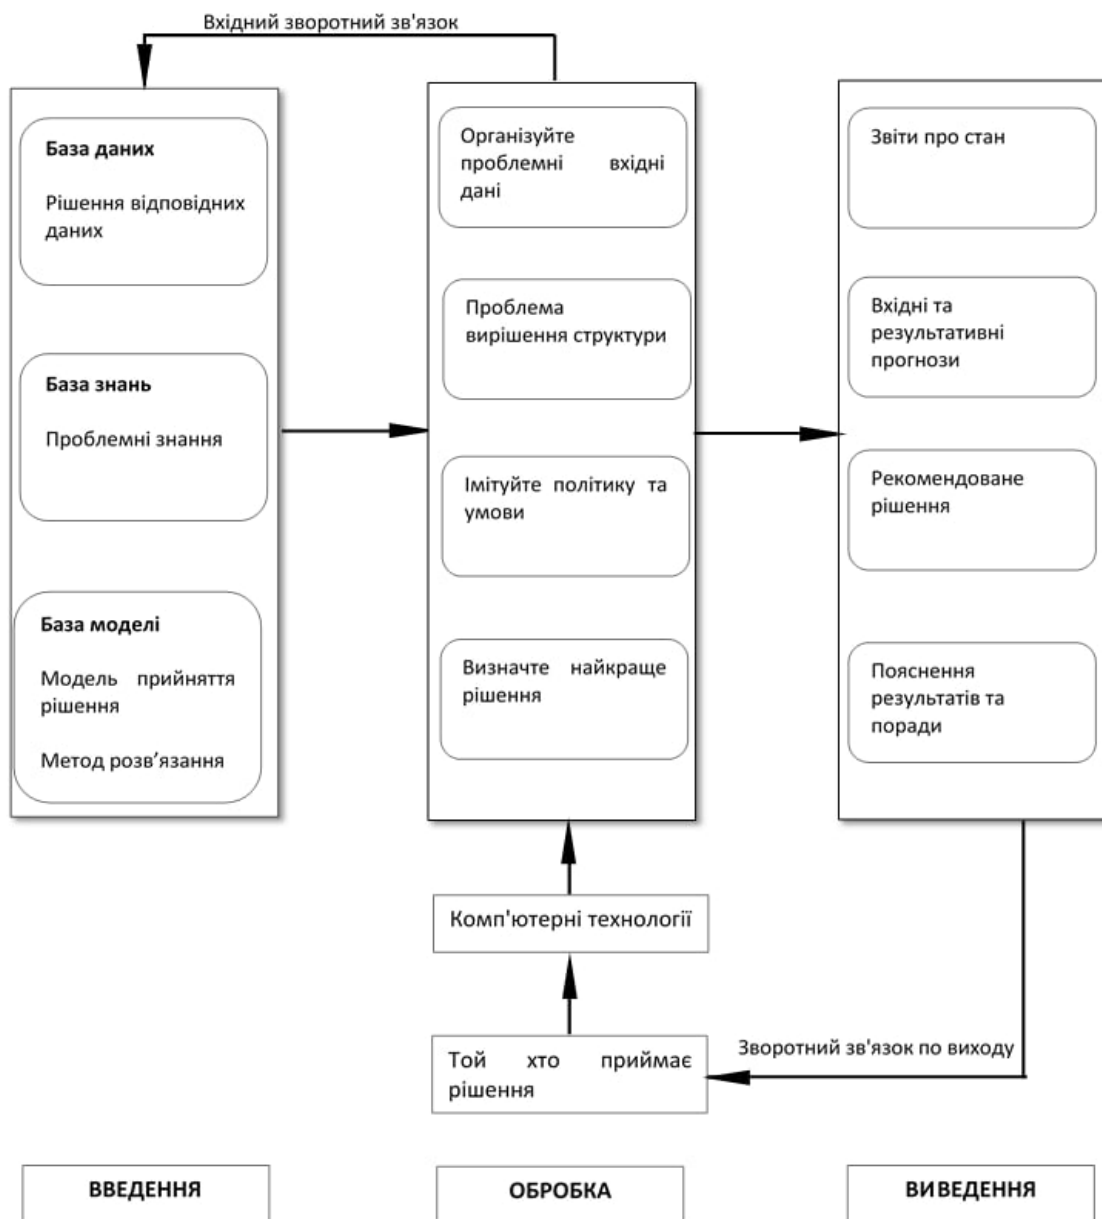 Вхідний зворотний зв'язок
База даних
Рішення відповідних
даних
База знань
Проблемні знання
База моделі
Модель прийняття
рішення
Метод розв’язання
Організуйте
проблемні вхідні
дані
Проблема
вирішення структури
Імітуйте політику та
умови
Визначте найкраще
рішення
Звіти про стан
Вхідні та
результативні
прогнози
Рекомендоване
рішення
Пояснення
результатів та
поради
Комп'ютерні технології
Той хто приймає
рішення
Зворотний зв'язок по виходу
ВВЕДЕННЯ
ОБРОБКА
ВИВЕДЕННЯ